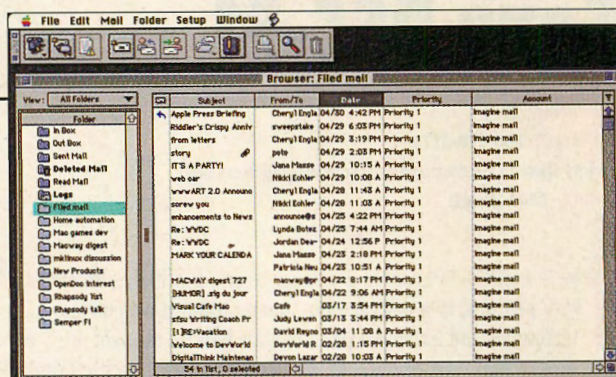 File Edit Mail Folder Setup Window
Browser: Filed mail
View: All Folders
Folder
In Box
Out Box
Sent Mail
Deleted Mail
Read Mail
Logs
Filed mail
Home automation
Mac games dev
Macway digest
mklinux discussion
New Products
OpenDoc Interest
Rhapsody list
Rhapsody talk
Semper FI
Subject From/To Date Priority Account
Apple Press Briefing Cheryl Engla 04/30 4:42 PM Priority 1 Imagine mail
Riddler's Crispy Anniv sweepstake 04/29 6:03 PM Priority 1 Imagine mail
from letters Cheryl Engla 04/29 3:19 PM Priority 1 Imagine mail
story 04/29 2:03 PM Priority 1 Imagine mail
IT'S A PARTY! Jana Massse 04/29 10:15 A Priority 1 Imagine mail
web car Nikki Echler 04/29 10:08 A Priority 1 Imagine mail
wwwART 2.0 Announc Cheryl Engla 04/28 11:43 A Priority 1 Imagine mail
screw you Nikki Echler 04/28 11:03 A Priority 1 Imagine mail
enhancements to News announce@s 04/25 4:22 PM Priority 1 Imagine mail
Re: WWDC Lynda Botez 04/25 7:44 AM Priority 1 Imagine mail
Re: WWDC Jordan Dea- 04/24 12:56 P Priority 1 Imagine mail
MARK YOUR CALENDA Jana Massse 04/23 2:18 PM Priority 1 Imagine mail
Patricia Neu 04/23 10:51 A Priority 1 Imagine mail
MACWAY digest 727 macway@pr 04/22 8:17 PM Priority 1 Imagine mail
[HUMOR] .sig du jour Cheryl Engla 04/22 9:06 AM Priority 1 Imagine mail
Visual Cafe Mac Cafe 03/17 3:54 PM Priority 1 Imagine mail
sfsu Writing Coach Pr Judy Lewen 03/13 3:44 PM Priority 1 Imagine mail
[1]RE>Vacation David Reyno 03/04 11:08 A Priority 1 Imagine mail
Welcome to DevWorld DevWorld R 02/28 1:15 PM Priority 1 Imagine mail
DigitalThink Maintenan Devon Lazar 02/28 10:03 A Priority 1 Imagine mail
54 in list, 0 selected